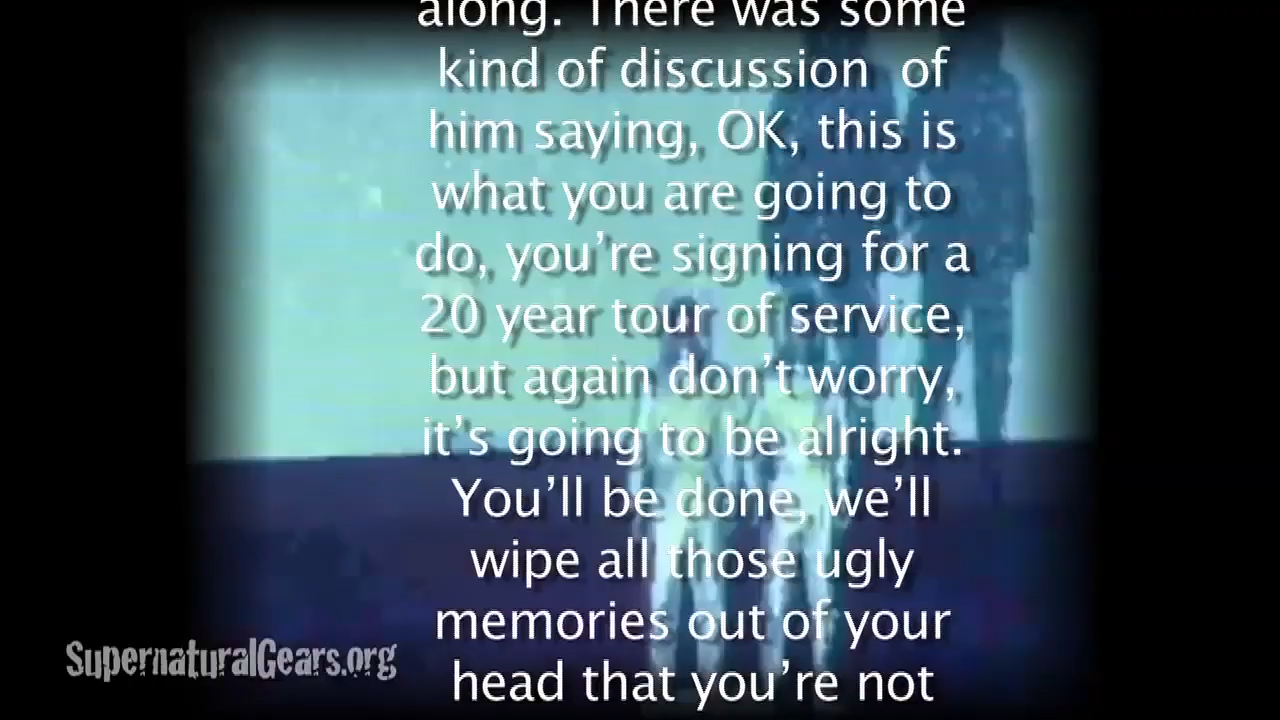 along. There was some
kind of discussion of
him saying, OK, this is
what you are going to
do, you’re signing for a
20 year tour of service,
but again don’t worry,
it’s going to be alright.
You’ll be done, we’ll
wipe all those ugly
memories out of your
head that you’re not
SupernaturalGears.org